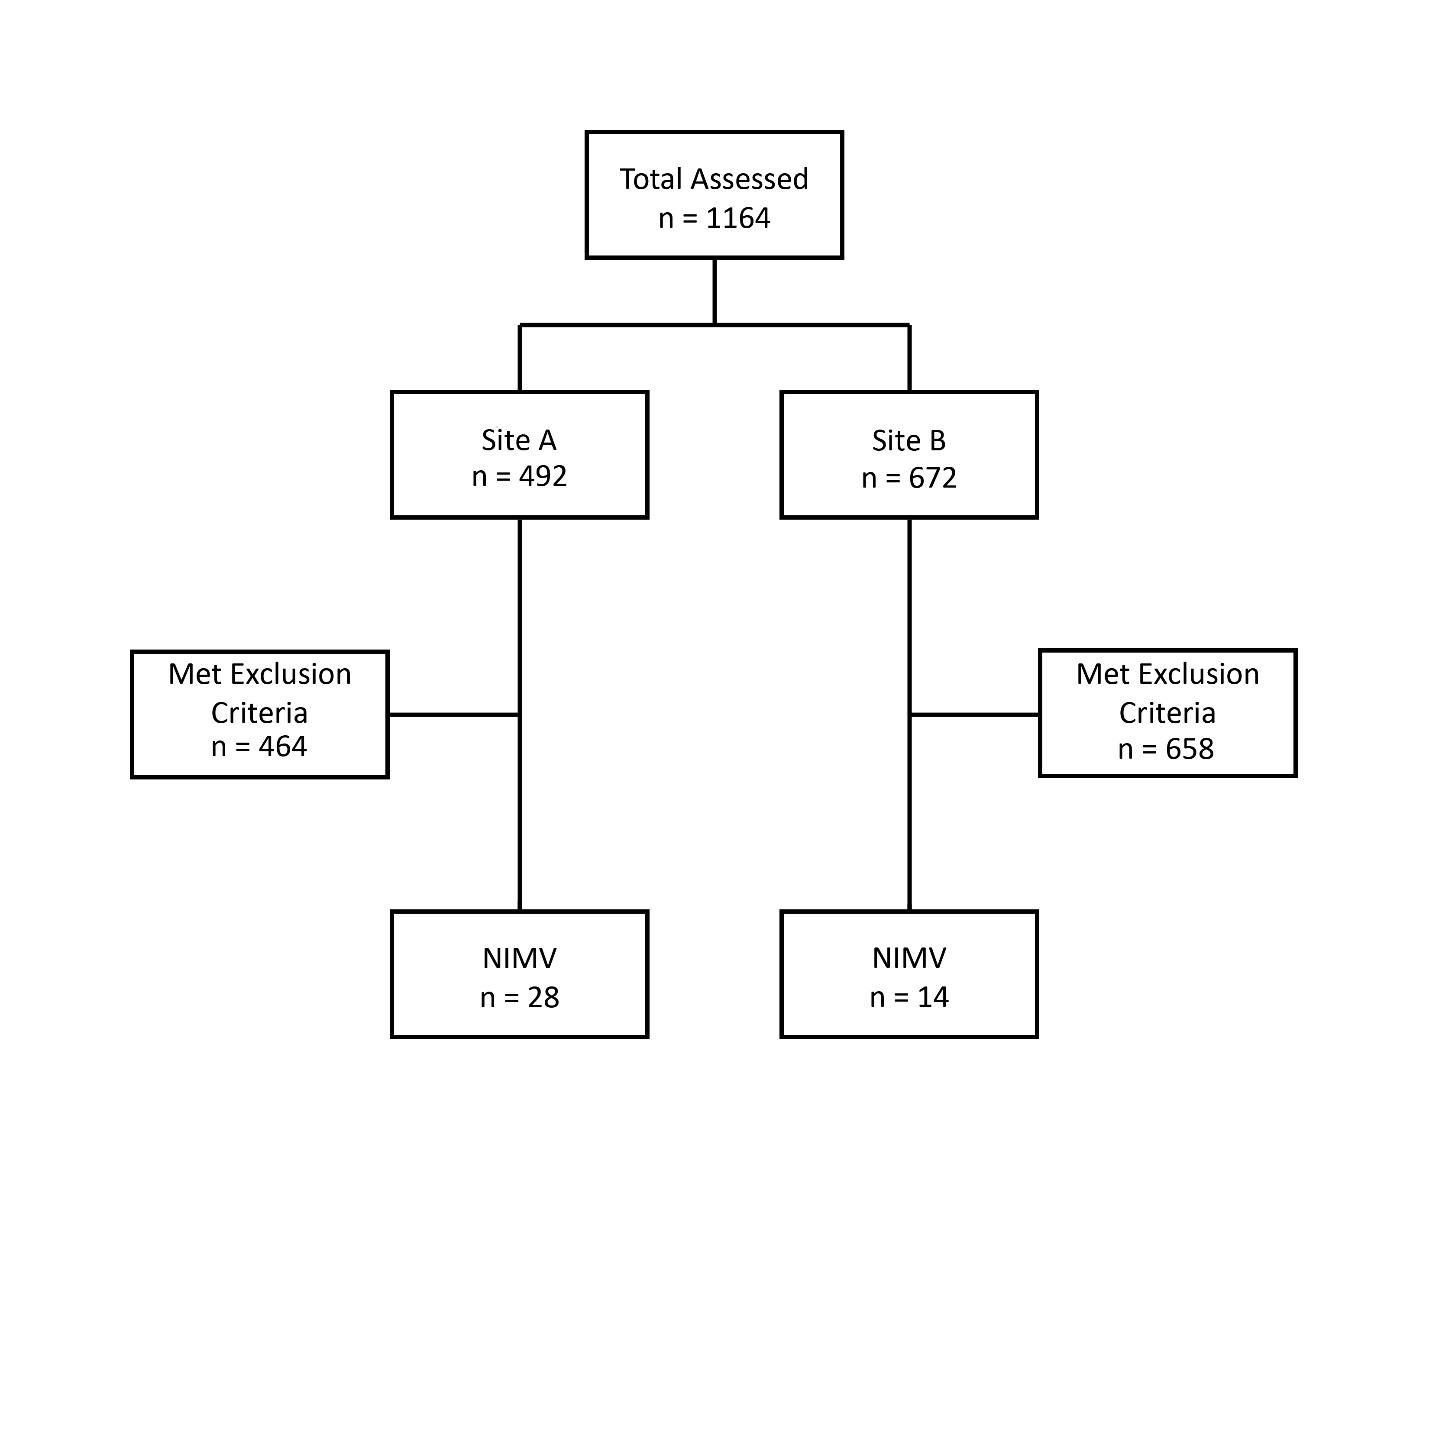 Total Assessed
n = 1164
Site A
n = 492
Site B
n = 672
Met Exclusion
Criteria
n = 464
Met Exclusion
Criteria
n = 658
NIMV
n = 28
NIMV
n = 14